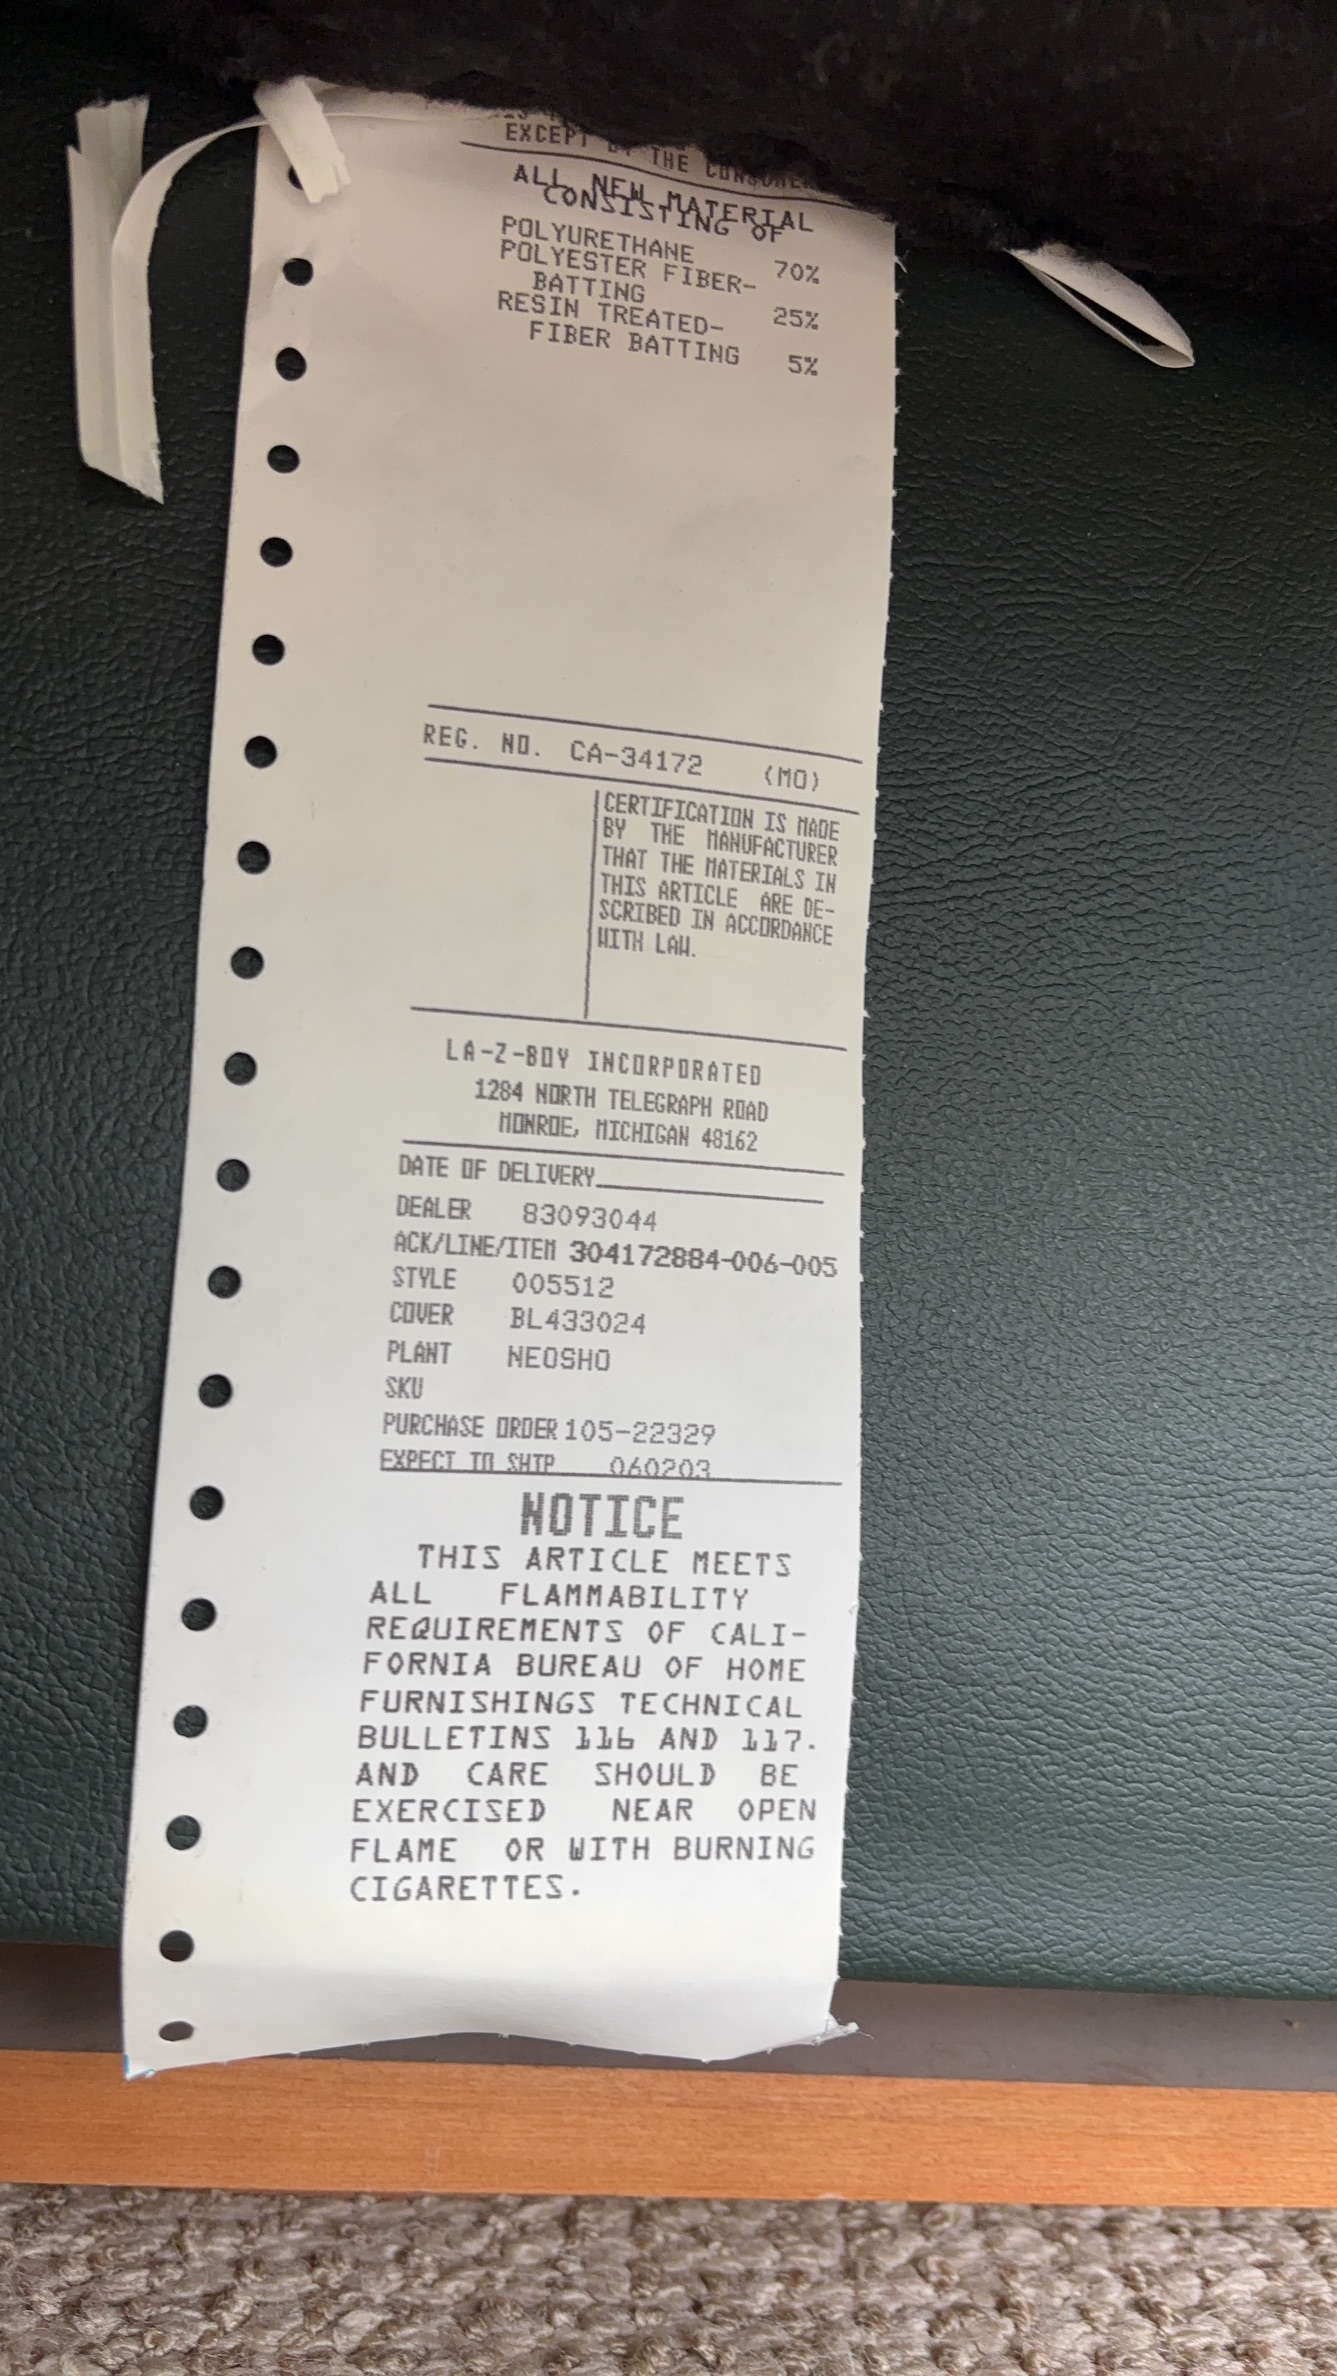 EXCEPT BY THE CONSUMER
ALL NEW MATERIAL
CONSISTING OF
POLYURETHANE 70%
POLYESTER FIBER-
BATTING 25%
RESIN TREATED-
FIBER BATTING 5%
REG. NO. CA-34172 (MO)
CERTIFICATION IS MADE
BY THE MANUFACTURER
THAT THE MATERIALS IN
THIS ARTICLE ARE DE-
SCRIBED IN ACCORDANCE
WITH LAW.
LA-Z-BOY INCORPORATED
1284 NORTH TELEGRAPH ROAD
MONROE, MICHIGAN 48162
DATE OF DELIVERY
DEALER 83093044
ACK/LINE/ITEM 304172884-006-005
STYLE 005512
COVER BL433024
PLANT NEOSHO
SKU
PURCHASE ORDER 105-22329
EXPECT TO SHIP 060203
NOTICE
THIS ARTICLE MEETS
ALL FLAMMABILITY
REQUIREMENTS OF CALI-
FORNIA BUREAU OF HOME
FURNISHINGS TECHNICAL
BULLETINS 116 AND 117.
AND CARE SHOULD BE
EXERCISED NEAR OPEN
FLAME OR WITH BURNING
CIGARETTES.